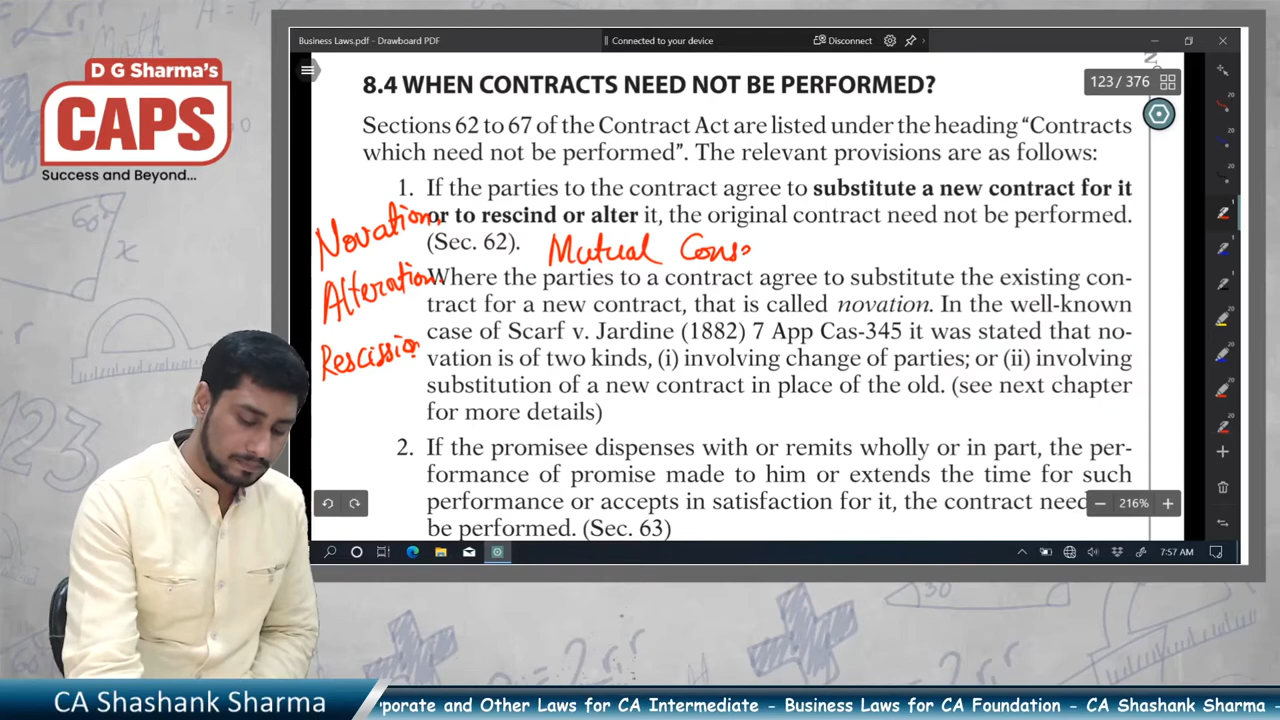 D G SHARMA's
CAPS
Success and Beyond...
Business Laws.pdf - Drawboard PDF
Connected to your device
Disconnect
8.4 WHEN CONTRACTS NEED NOT BE PERFORMED?
123 / 376
Sections 62 to 67 of the Contract Act are listed under the heading “Contracts
which need not be performed”. The relevant provisions are as follows:
1. If the parties to the contract agree to substitute a new contract for it
or to rescind or alter it, the original contract need not be performed.
(Sec. 62).
Mutual Cons
Novation
Alteration
Rescission
Where the parties to a contract agree to substitute the existing con-
tract for a new contract, that is called novation. In the well-known
case of Scarf v. Jardine (1882) 7 App Cas-345 it was stated that no-
vation is of two kinds, (i) involving change of parties; or (ii) involving
substitution of a new contract in place of the old. (see next chapter
for more details)
2. If the promisee dispenses with or remits wholly or in part, the per-
formance of promise made to him or extends the time for such
performance or accepts in satisfaction for it, the contract need
be performed. (Sec. 63)
216%
7:57 AM
CA Shashank Sharma
rporate and Other Laws for CA Intermediate - Business Laws for CA Foundation - CA Shashank Sharma -